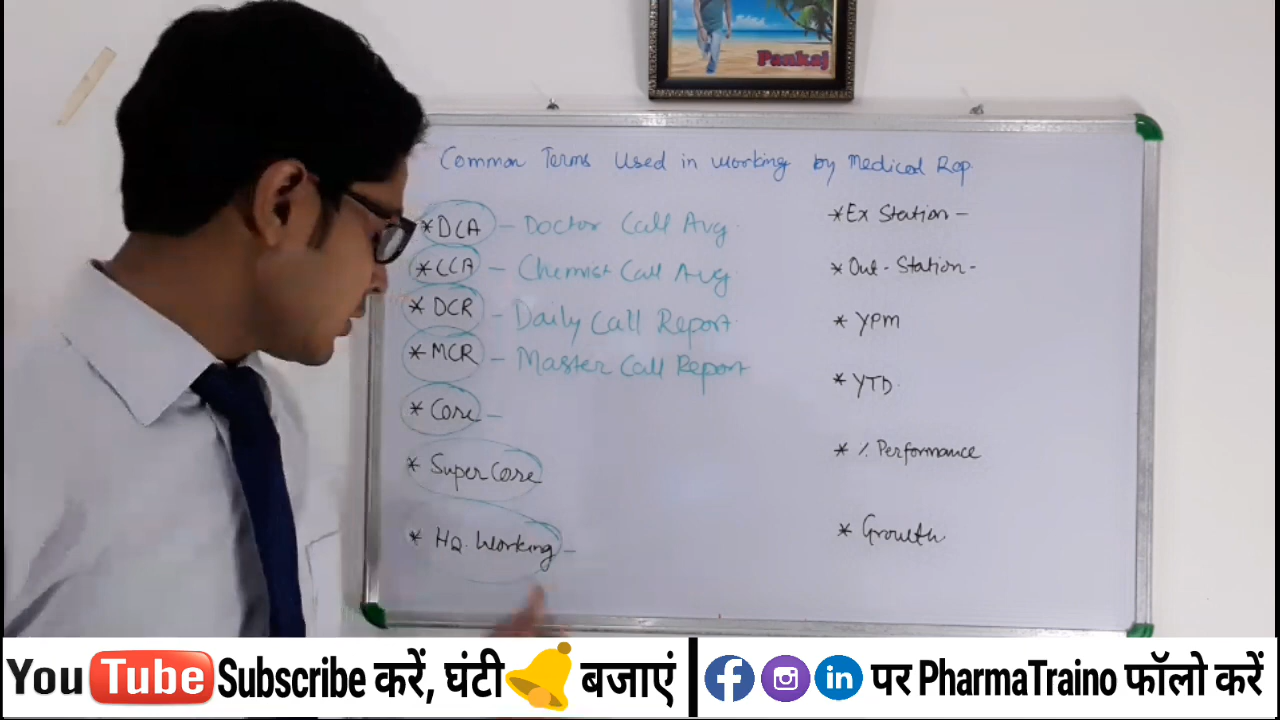 Pankaj
Common Terms Used in working by Medical Rep.
* DCA - Doctor Call Avg.
* CCA - Chemist Call Avg
* DCR - Daily Call Report.
* MCR - Master Call Report
* Core -
* Super Core
* HQ. Working -
* Ex Station -
* Out - Station -
* YPM
* YTD.
* % Performance
* Growth
YouTube Subscribe करें, घंटी बजाएं
पर PharmaTraino फॉलो करें